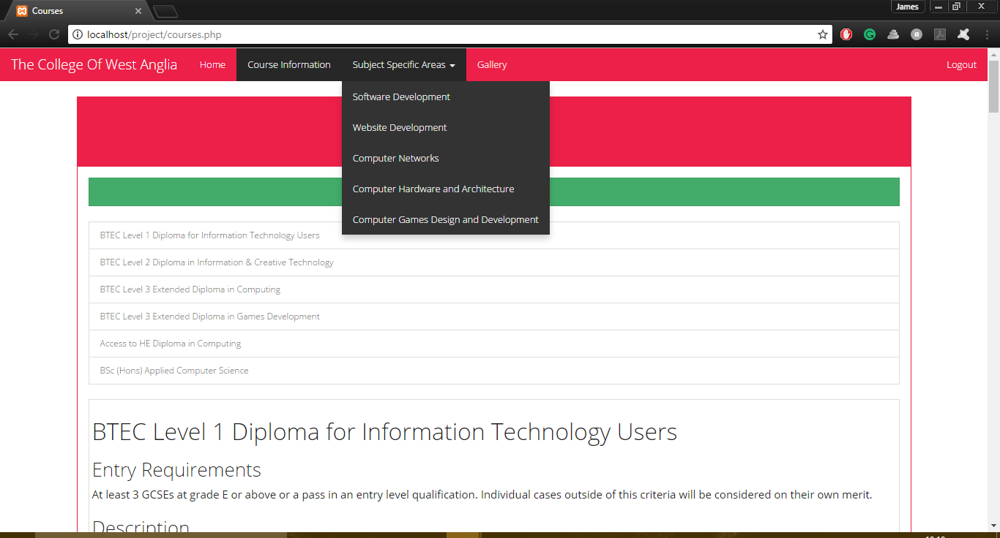 Courses
James
localhost/project/courses.php
The College Of West Anglia Home Course Information Subject Specific Areas Gallery Logout
Software Development
Website Development
Computer Networks
Computer Hardware and Architecture
Computer Games Design and Development
BTEC Level 1 Diploma for Information Technology Users
BTEC Level 2 Diploma in Information & Creative Technology
BTEC Level 3 Extended Diploma in Computing
BTEC Level 3 Extended Diploma in Games Development
Access to HE Diploma in Computing
BSc (Hons) Applied Computer Science
BTEC Level 1 Diploma for Information Technology Users
Entry Requirements
At least 3 GCSEs at grade E or above or a pass in an entry level qualification. Individual cases outside of this criteria will be considered on their own merit.
Description